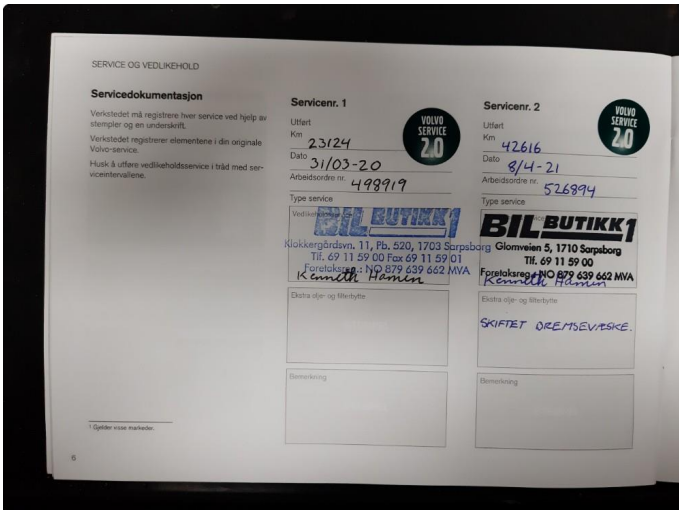 SERVICE OG VEDLIKEHOLD
Servicedokumentasjon
Verkstedet må registrere hver service ved hjelp av
stempler og en underskrift.
Verkstedet registrerer elementene i din originale
Volvo-service.
Husk å utføre vedlikeholdsservice i tråd med ser-
viceintervallene.
1 Gjelder visse markeder.
6
Servicenr. 1
Utført
Km 23124
Dato 31/03-20
Arbeidsordre nr. 498919
Type service
VOLVO
SERVICE
2.0
BIL BUTIKK1
Klokkergårdsvn. 11, Pb. 520, 1703 Sarpsborg
Tlf. 69 11 59 00 Fax 69 11 59 01
Foretaksreg.: NO 879 639 662 MVA
Kenneth Hansen
Ekstra olje- og filterbytte
Bemerkning
Servicenr. 2
Utført
Km 42616
Dato 8/4-21
Arbeidsordre nr. 526894
Type service
VOLVO
SERVICE
2.0
BIL BUTIKK1
Glomveien 5, 1710 Sarpsborg
Tlf. 69 11 59 00
Foretaksreg.: NO 879 639 662 MVA
Kenneth Hansen
Ekstra olje- og filterbytte
SKIFTET BREMSEVÆSKE.
Bemerkning